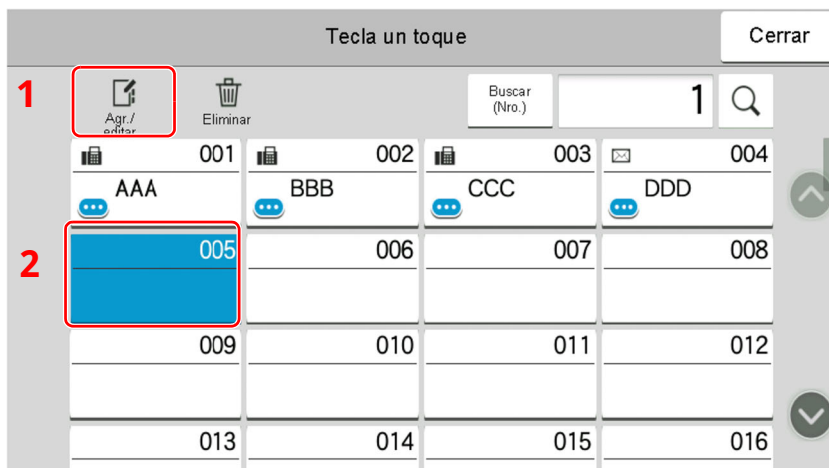 Tecla un toque
Cerrar
1
Agr./
editar
Eliminar
Buscar
(Nro.)
1
001
002
003
004
AAA
BBB
CCC
DDD
2
005
006
007
008
009
010
011
012
013
014
015
016